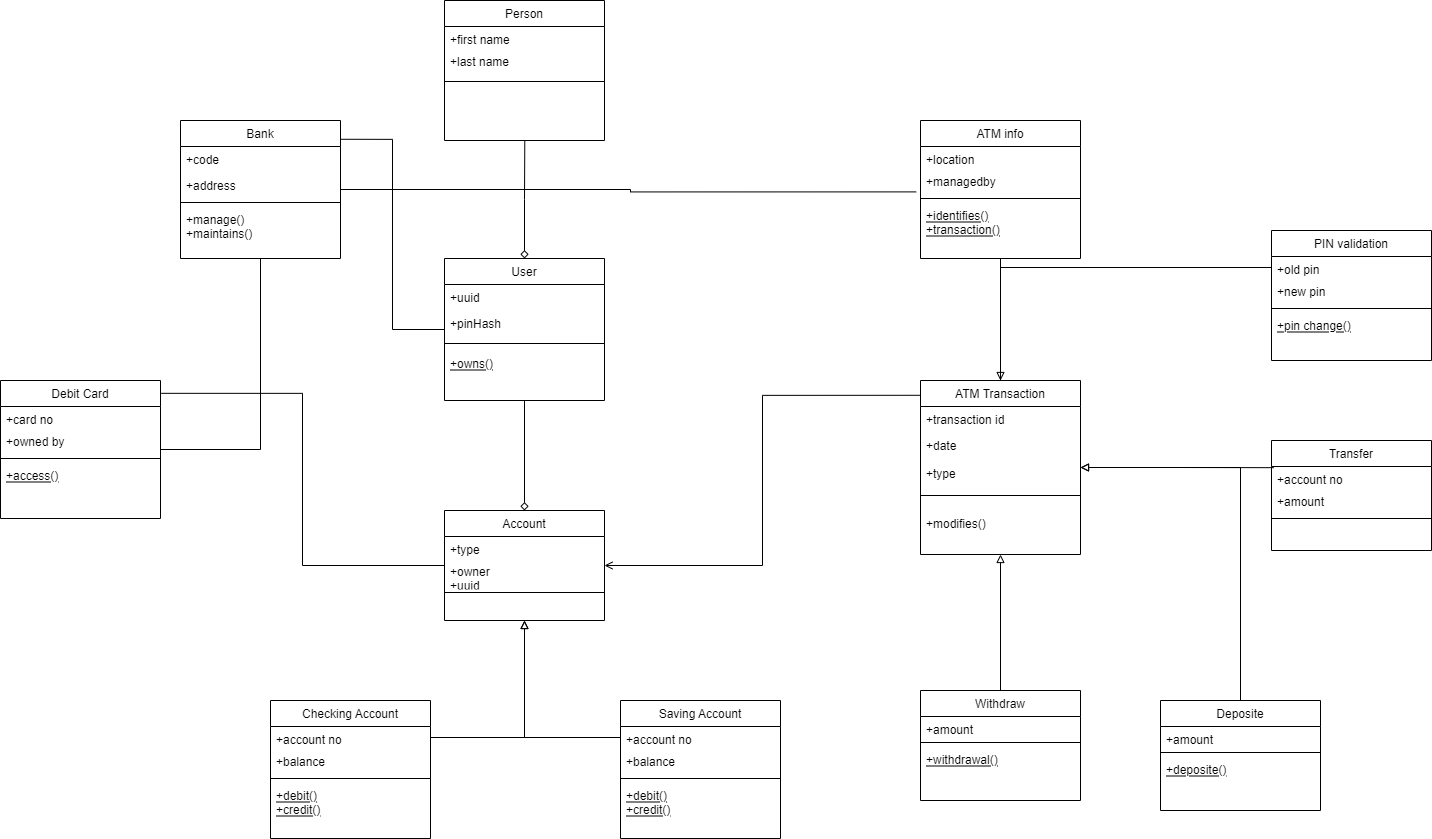 Person
+first name
+last name
Bank
+code
+address
+manage()
+maintains()
ATM info
+location
+managedby
+identifies()
+transaction()
PIN validation
+old pin
+new pin
+pin change()
User
+uuid
+pinHash
+owns()
Debit Card
+card no
+owned by
+access()
ATM Transaction
+transaction id
+date
+type
+modifies()
Transfer
+account no
+amount
Account
+type
+owner
+uuid
Checking Account
+account no
+balance
+debit()
+credit()
Saving Account
+account no
+balance
+debit()
+credit()
Withdraw
+amount
+withdrawal()
Deposite
+amount
+deposite()